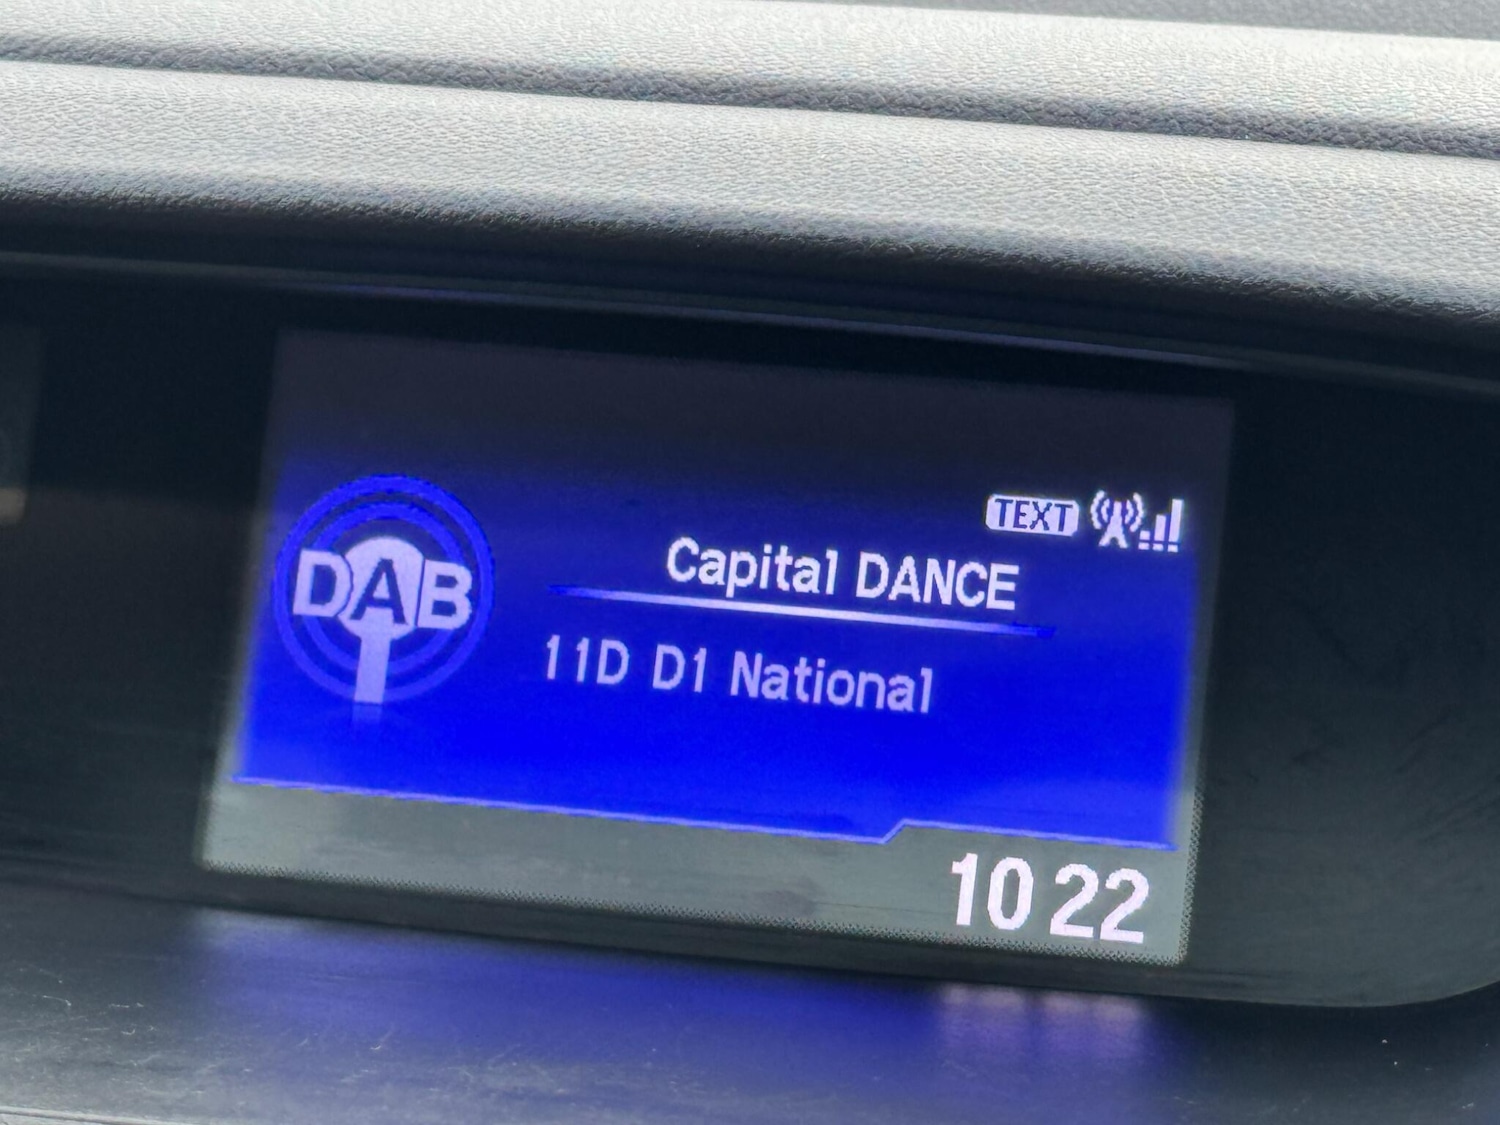 TEXT
DAB
Capital DANCE
11D D1 National
10 22